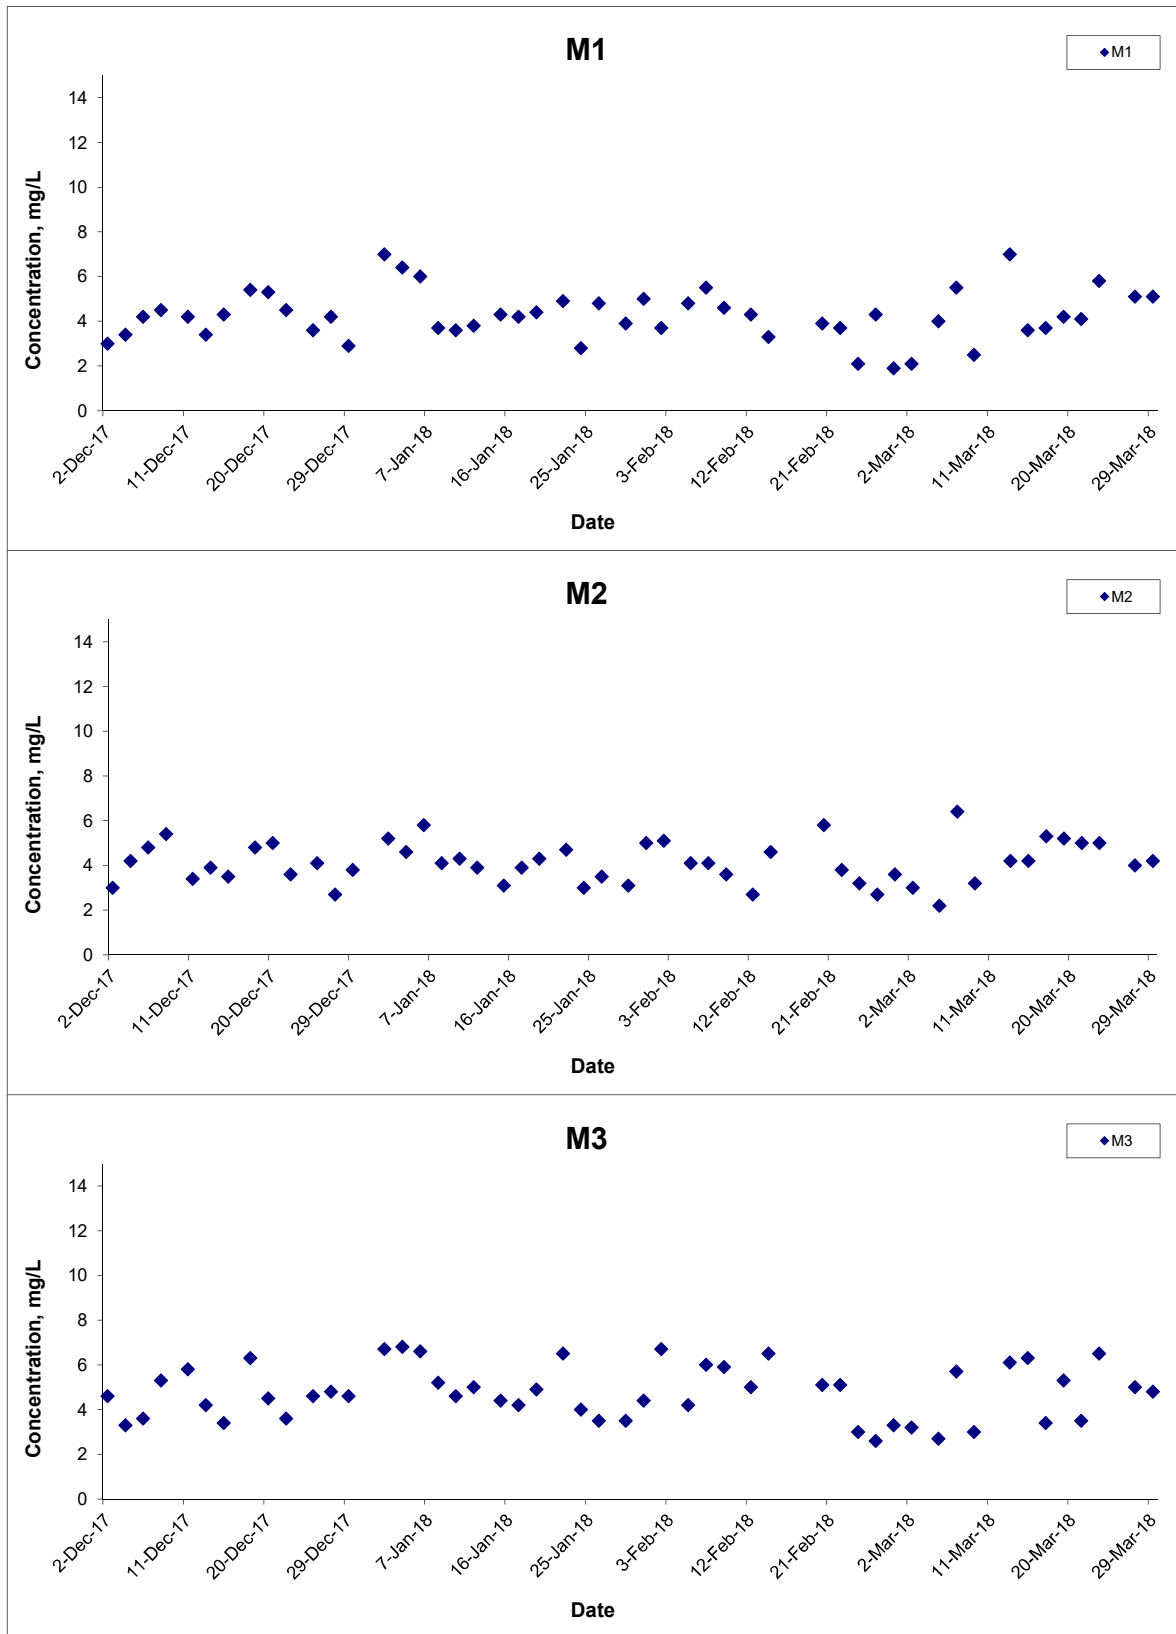 M1
M1
14
12
10
8
6
4
2
0
Concentration, mg/L
2-Dec-17
11-Dec-17
20-Dec-17
29-Dec-17
7-Jan-18
16-Jan-18
25-Jan-18
3-Feb-18
12-Feb-18
21-Feb-18
2-Mar-18
11-Mar-18
20-Mar-18
29-Mar-18
Date
M2
M2
14
12
10
8
6
4
2
0
Concentration, mg/L
2-Dec-17
11-Dec-17
20-Dec-17
29-Dec-17
7-Jan-18
16-Jan-18
25-Jan-18
3-Feb-18
12-Feb-18
21-Feb-18
2-Mar-18
11-Mar-18
20-Mar-18
29-Mar-18
Date
M3
M3
14
12
10
8
6
4
2
0
Concentration, mg/L
2-Dec-17
11-Dec-17
20-Dec-17
29-Dec-17
7-Jan-18
16-Jan-18
25-Jan-18
3-Feb-18
12-Feb-18
21-Feb-18
2-Mar-18
11-Mar-18
20-Mar-18
29-Mar-18
Date